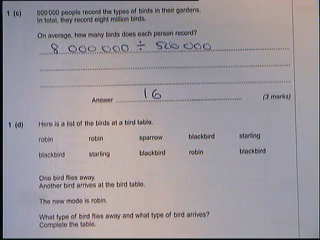 1 (c) 500 000 people record the types of birds in their gardens.
In total, they record eight million birds.
On average, how many birds does each person record?
8 000 000 ÷ 500 000
Answer 16 (3 marks)
1 (d) Here is a list of the birds at a bird table.
robin robin sparrow blackbird starling
blackbird starling blackbird robin blackbird
One bird flies away.
Another bird arrives at the bird table.
The new mode is robin.
What type of bird flies away and what type of bird arrives?
Complete the table.